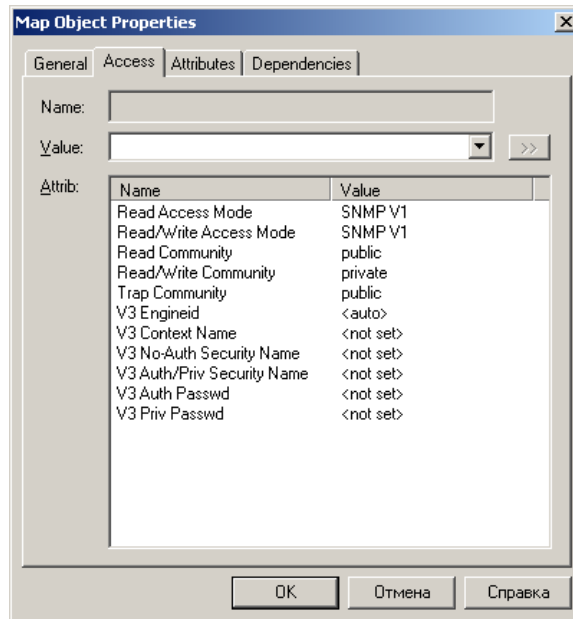 Map Object Properties
General Access Attributes Dependencies
Name:
Value: >>
Attrib: Name Value
Read Access Mode SNMP V1
Read/Write Access Mode SNMP V1
Read Community public
Read/Write Community private
Trap Community public
V3 Engineid <auto>
V3 Context Name <not set>
V3 No-Auth Security Name <not set>
V3 Auth/Priv Security Name <not set>
V3 Auth Passwd <not set>
V3 Priv Passwd <not set>
OK Отмена Справка